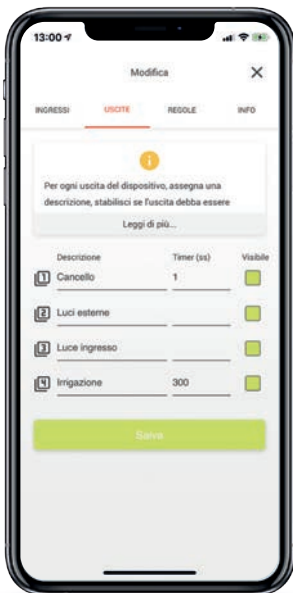 13:00
Modifica
INGRESSI USCITE REGOLE INFO
Per ogni uscita del dispositivo, assegna una
descrizione, stabilisci se l'uscita debba essere
Leggi di più...
Descrizione Timer (ss) Visibile
1 Cancello 1
2 Luci esterne
3 Luce ingresso
4 Irrigazione 300
Salva